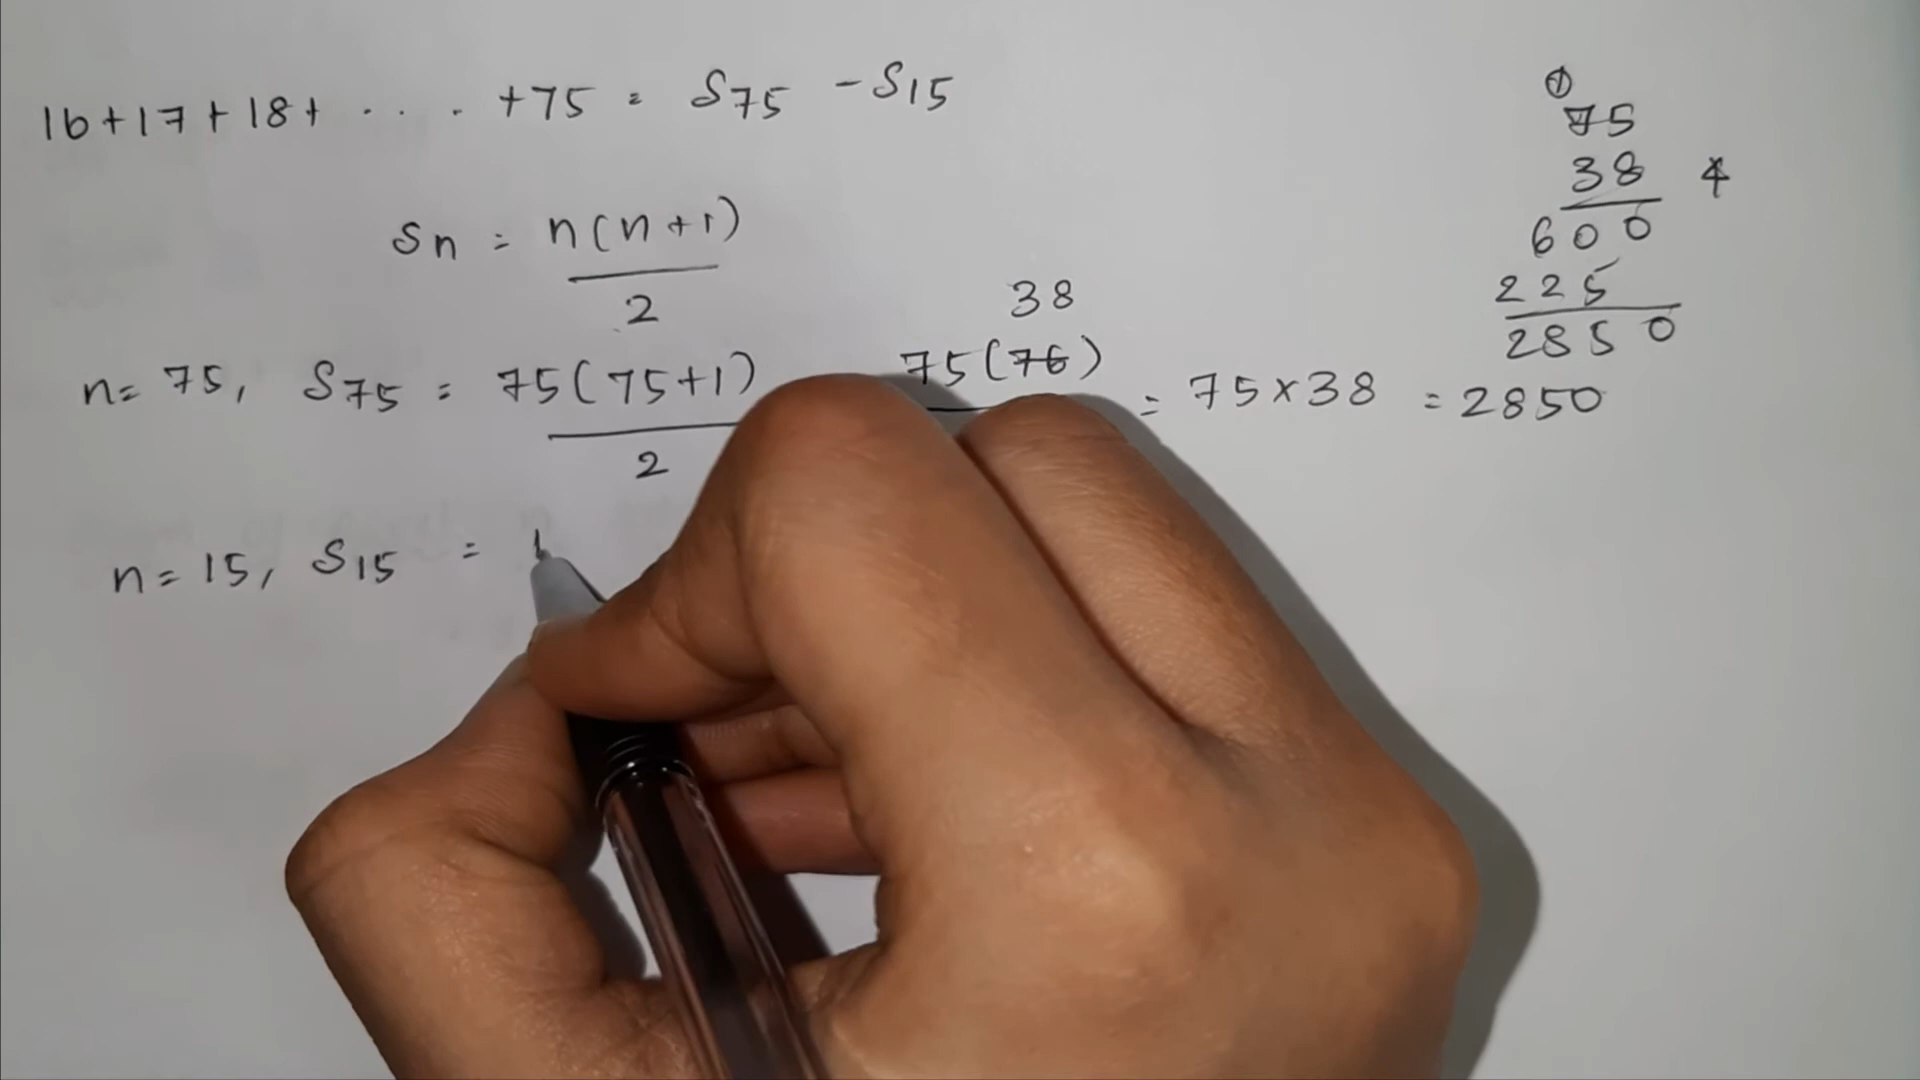 16+17+18+ . . . . +75 = S75 - S15
Sn = n(n+1)
2
38
n= 75, S75 = 75(75+1) 75(76) = 75×38 = 2850
2
n= 15, S15 = 1
1
75
38 ×
600
225
2850